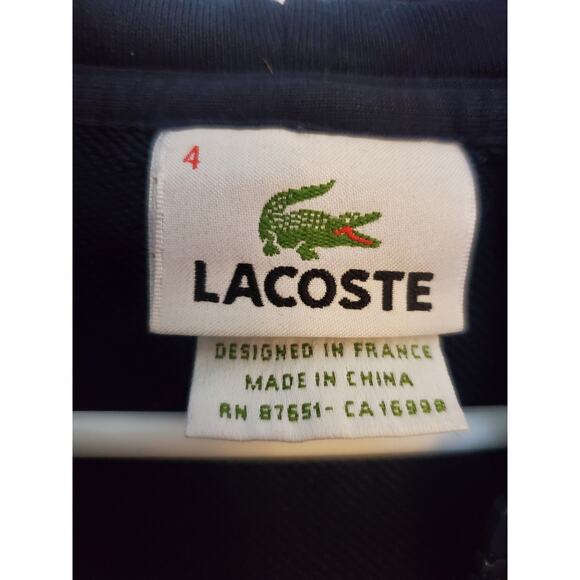 4
LACOSTE
DESIGNED IN FRANCE
MADE IN CHINA
RN 87651- CA16998